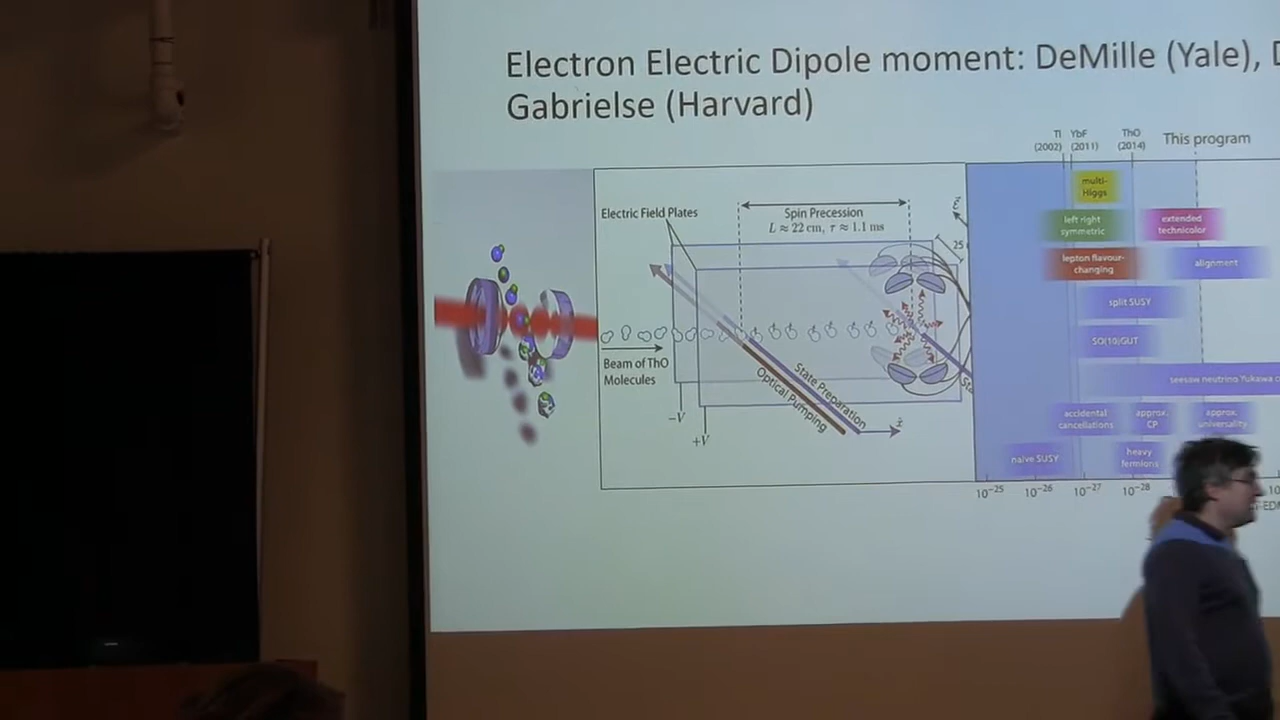 Electron Electric Dipole moment: DeMille (Yale), D
Gabrielse (Harvard)
Tl YbF ThO This program
(2002) (2011) (2014)
Electric Field Plates
Spin Precession
L ≈ 22 cm, τ ≈ 1.1 ms
25
Beam of ThO
Molecules
State Preparation
Optical Pumping
−V
+V
multi-
Higgs
left right
symmetric
extended
technicolor
lepton flavour-
changing
alignment
split SUSY
SO(10)GUT
seesaw neutrino Yukawa c
accidental
cancellations
approx.
CP
approx.
universality
naive SUSY
heavy
fermions
10⁻²⁵ 10⁻²⁶ 10⁻²⁷ 10⁻²⁸ 10